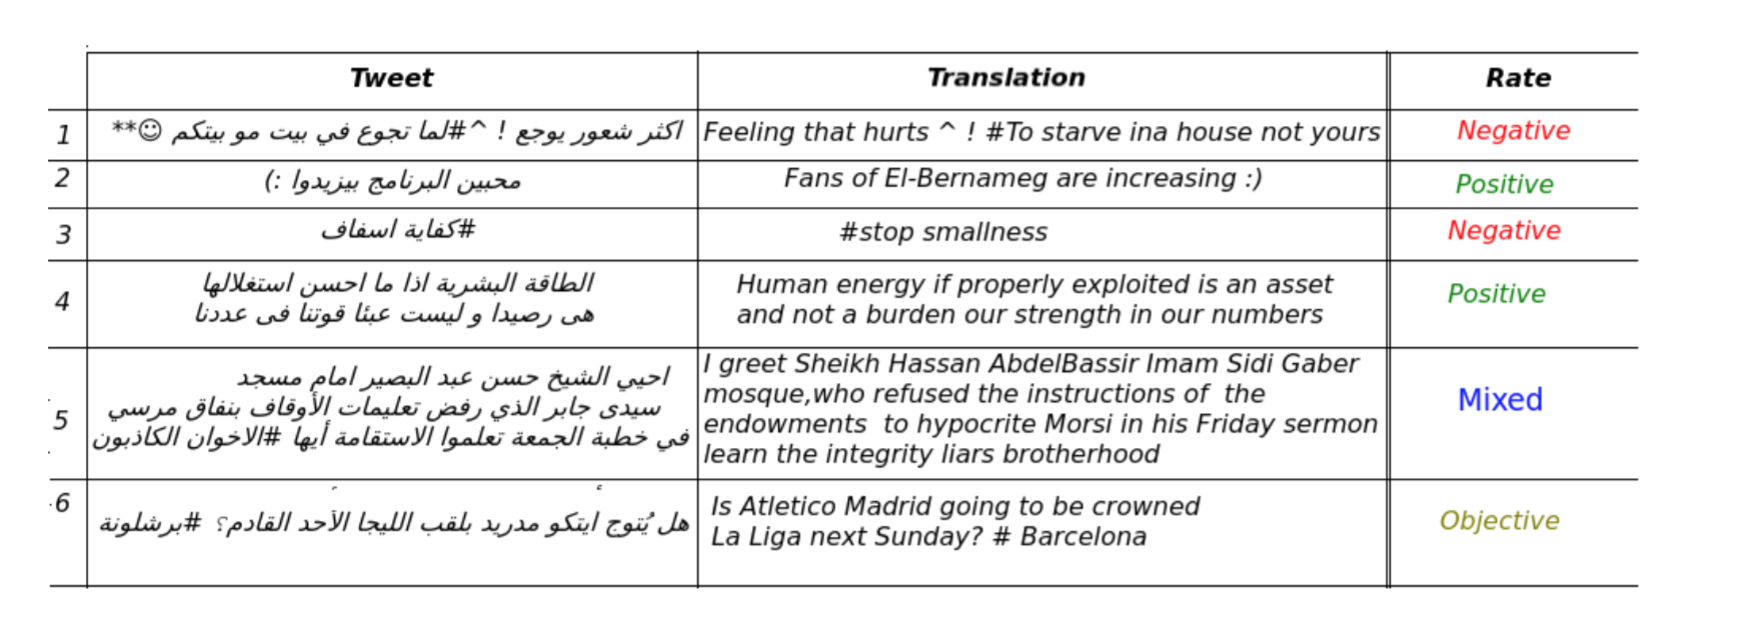 Tweet Translation Rate
1 اكثر شعور يوجع ! ^#لما تجوع في بيت مو بيتكم ☺** Feeling that hurts ^ ! #To starve ina house not yours Negative
2 محبين البرنامج بيزيدوا :) Fans of El-Bernameg are increasing :) Positive
3 #كفاية اسفاف #stop smallness Negative
4 الطاقة البشرية اذا ما احسن استغلالها Human energy if properly exploited is an asset Positive
هى رصيدا و ليست عبئا قوتنا فى عددنا and not a burden our strength in our numbers
5 احيي الشيخ حسن عبد البصير امام مسجد
سيدى جابر الذي رفض تعليمات الأوقاف بنفاق مرسي
في خطبة الجمعة تعلموا الاستقامة أيها #الاخوان الكاذبون
I greet Sheikh Hassan AbdelBassir Imam Sidi Gaber
mosque,who refused the instructions of the
endowments to hypocrite Morsi in his Friday sermon
learn the integrity liars brotherhood
Mixed
6 هل يُتوج ايتكو مدريد بلقب الليجا الأحد القادم؟ #برشلونة
Is Atletico Madrid going to be crowned
La Liga next Sunday? # Barcelona
Objective